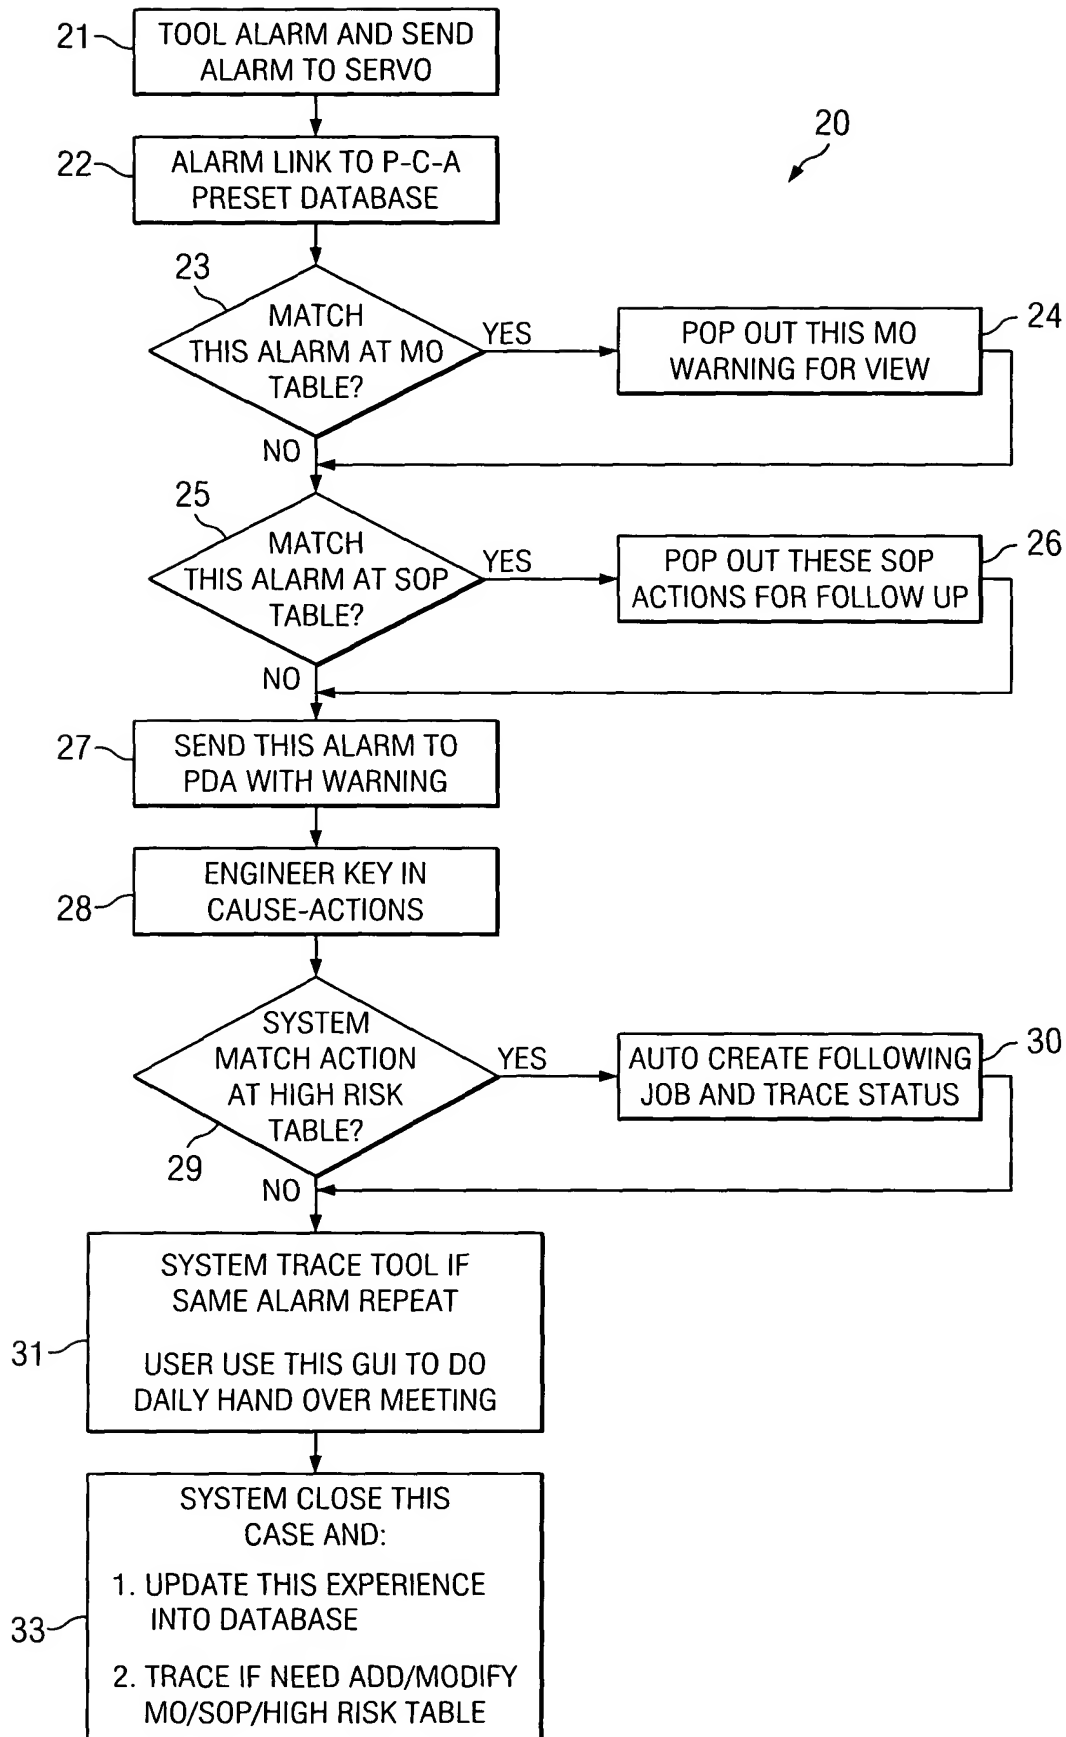 21
TOOL ALARM AND SEND
ALARM TO SERVO
20
22
ALARM LINK TO P-C-A
PRESET DATABASE
23
MATCH
THIS ALARM AT MO
TABLE?
YES
24
POP OUT THIS MO
WARNING FOR VIEW
NO
25
MATCH
THIS ALARM AT SOP
TABLE?
YES
26
POP OUT THESE SOP
ACTIONS FOR FOLLOW UP
NO
27
SEND THIS ALARM TO
PDA WITH WARNING
28
ENGINEER KEY IN
CAUSE-ACTIONS
SYSTEM
MATCH ACTION
AT HIGH RISK
TABLE?
29
YES
30
AUTO CREATE FOLLOWING
JOB AND TRACE STATUS
NO
31
SYSTEM TRACE TOOL IF
SAME ALARM REPEAT
USER USE THIS GUI TO DO
DAILY HAND OVER MEETING
33
SYSTEM CLOSE THIS
CASE AND:
1. UPDATE THIS EXPERIENCE
INTO DATABASE
2. TRACE IF NEED ADD/MODIFY
MO/SOP/HIGH RISK TABLE